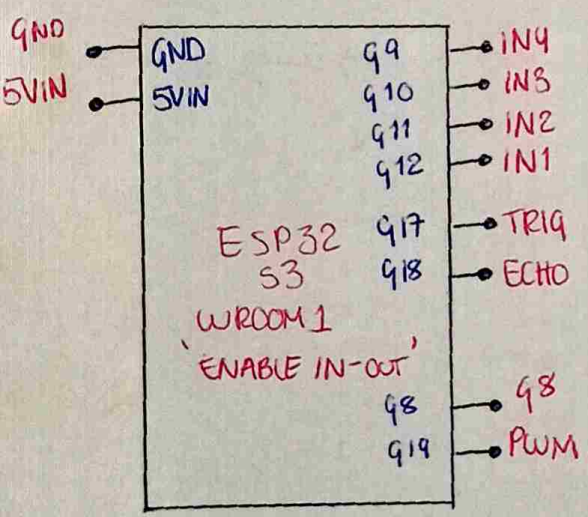 GND GND G9 IN4
5VIN 5VIN G10 IN3
G11 IN2
G12 IN1
G17 TRIG
G18 ECHO
ESP32
S3
WROOM1
'ENABLE IN-OUT'
G8 G8
G19 PWM